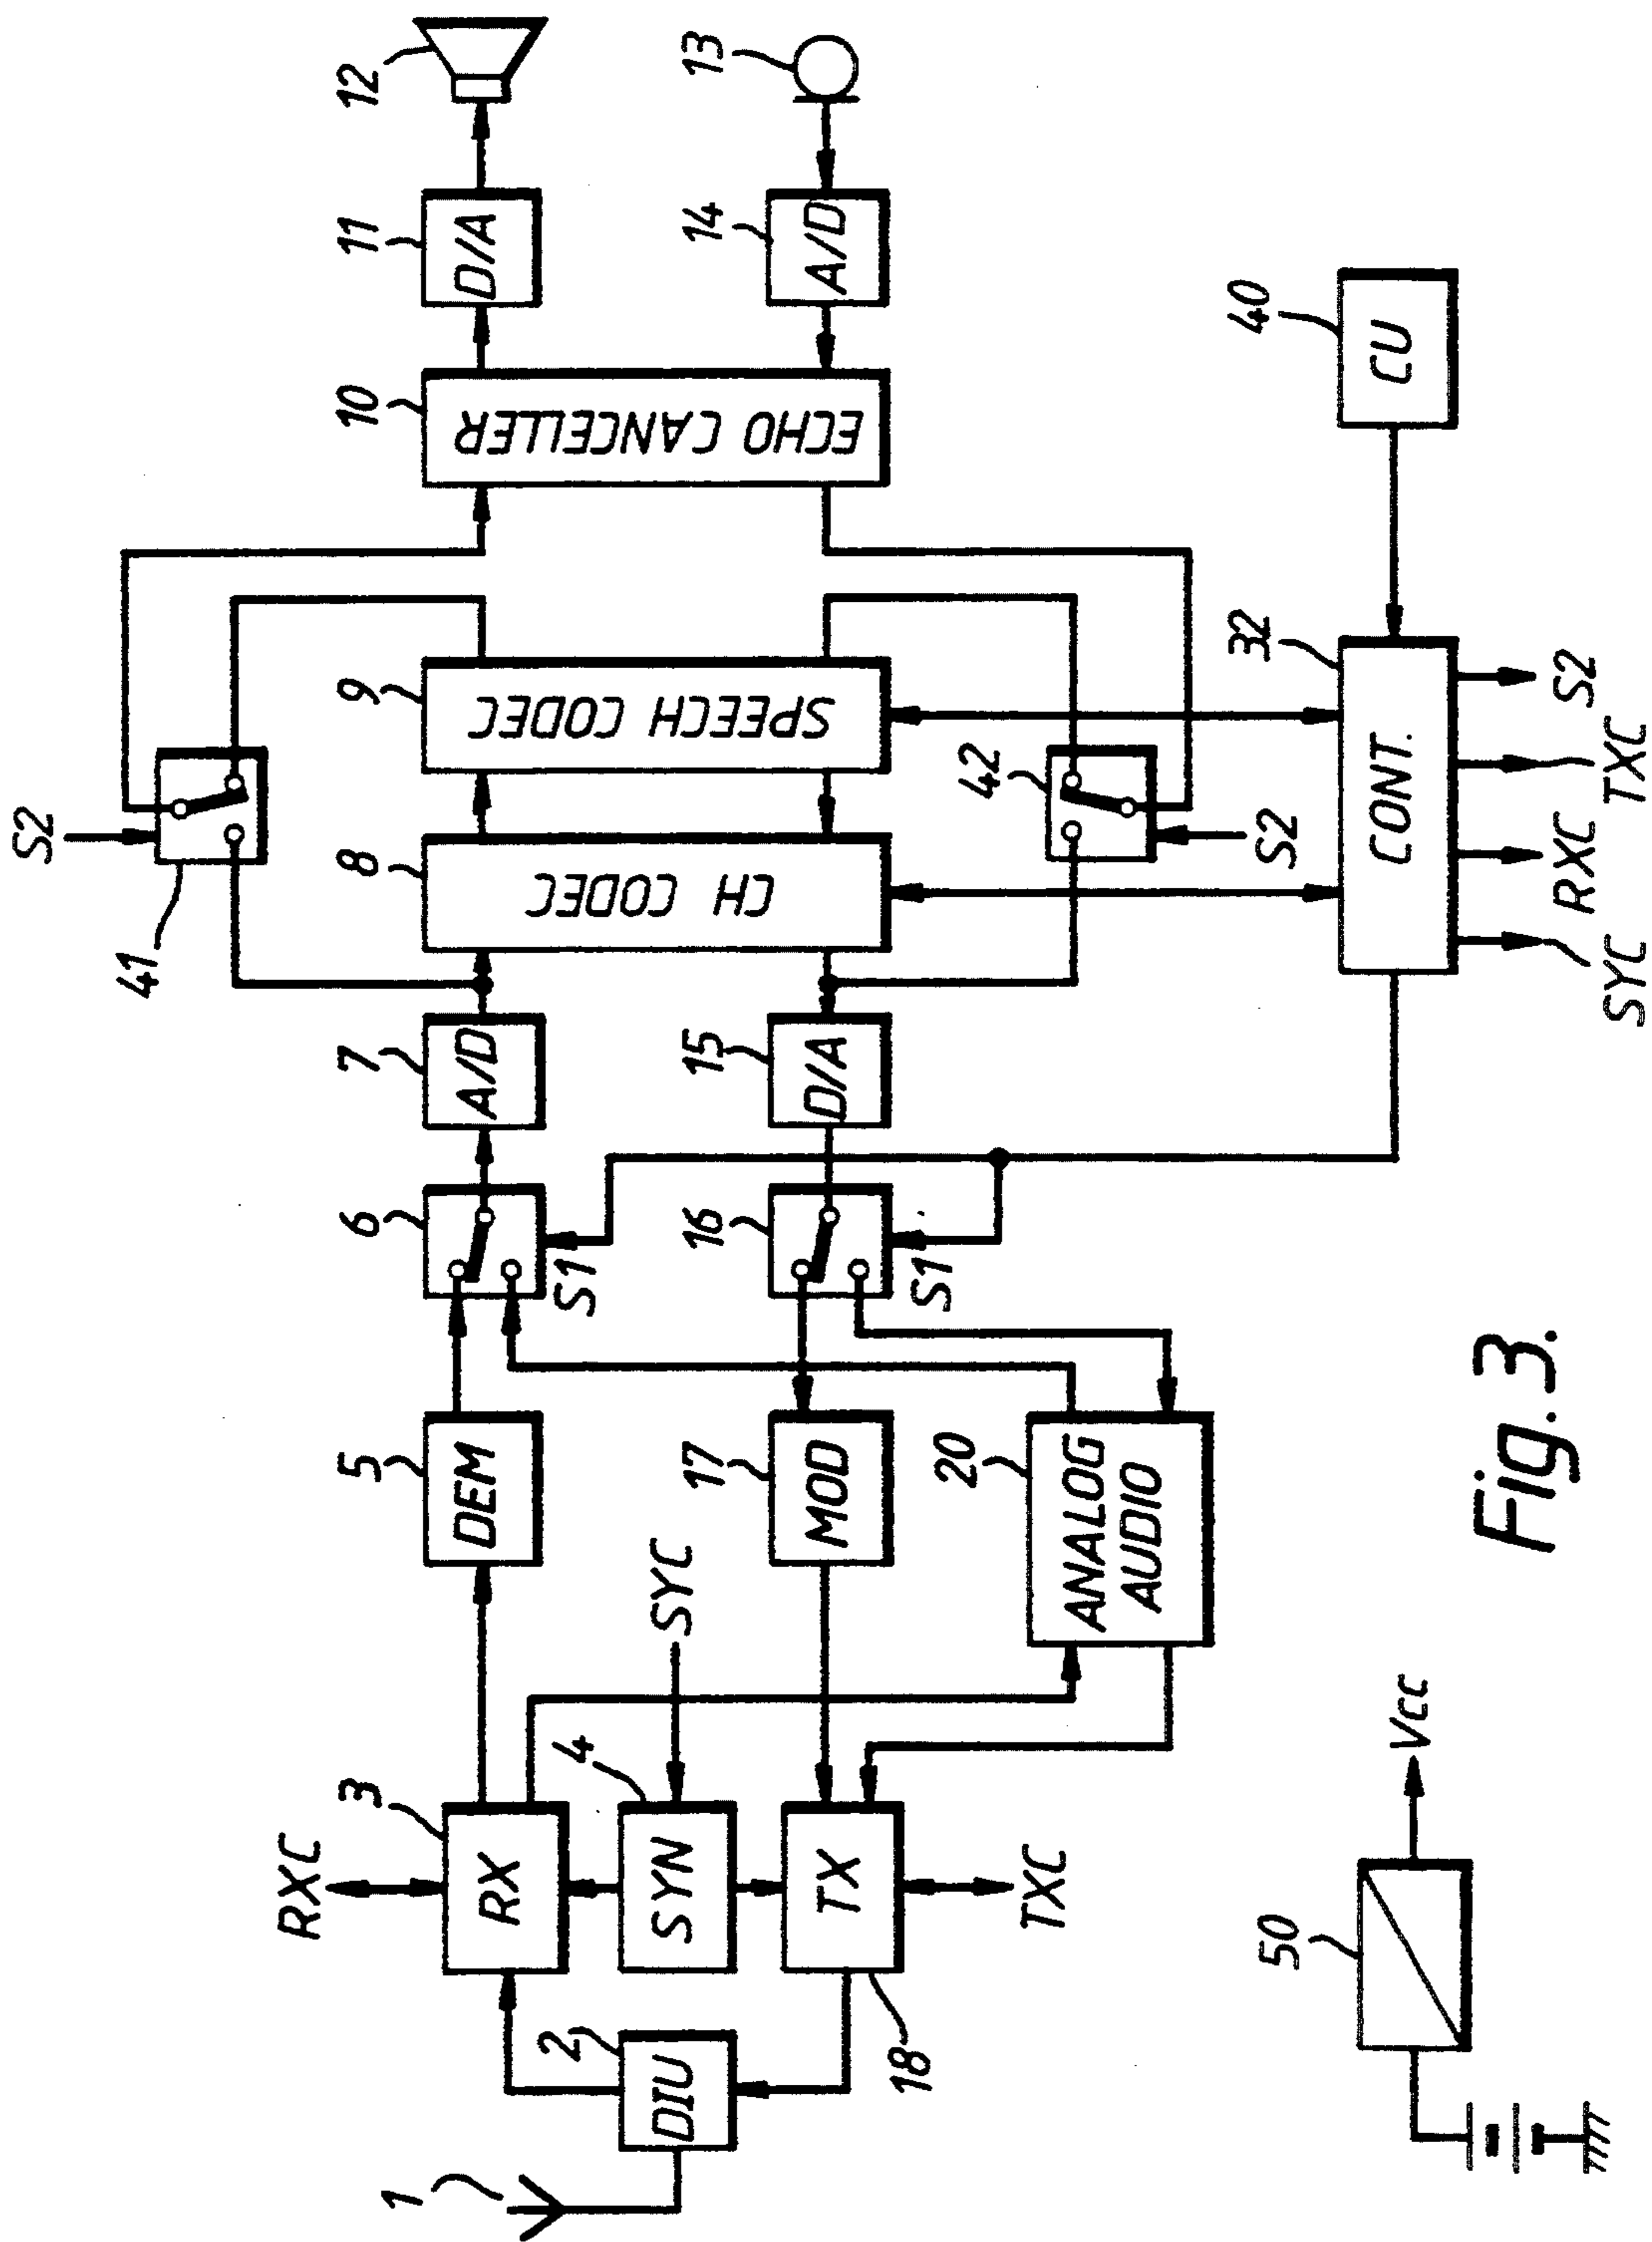 12
13
11
D/A
14
A/D
10
ECHO CANCELLER
40
CU
S2
41
9
SPEECH CODEC
8
CH CODEC
42
S2
32
CONT.
S2
TXC
RXC
SYC
7
A/D
15
D/A
6
S1
16
S1
5
DEM
17
MOD
20
ANALOG
AUDIO
SYC
RXC
3
RX
4
SYN
TX
18
TXC
2
DIU
1
50
Vcc
Fig. 3.